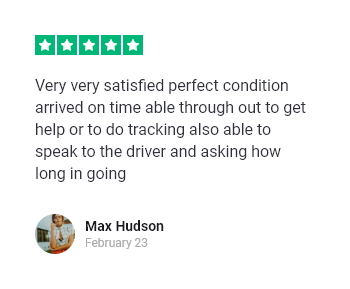 Very very satisfied perfect condition
arrived on time able through out to get
help or to do tracking also able to
speak to the driver and asking how
long in going
Max Hudson
February 23